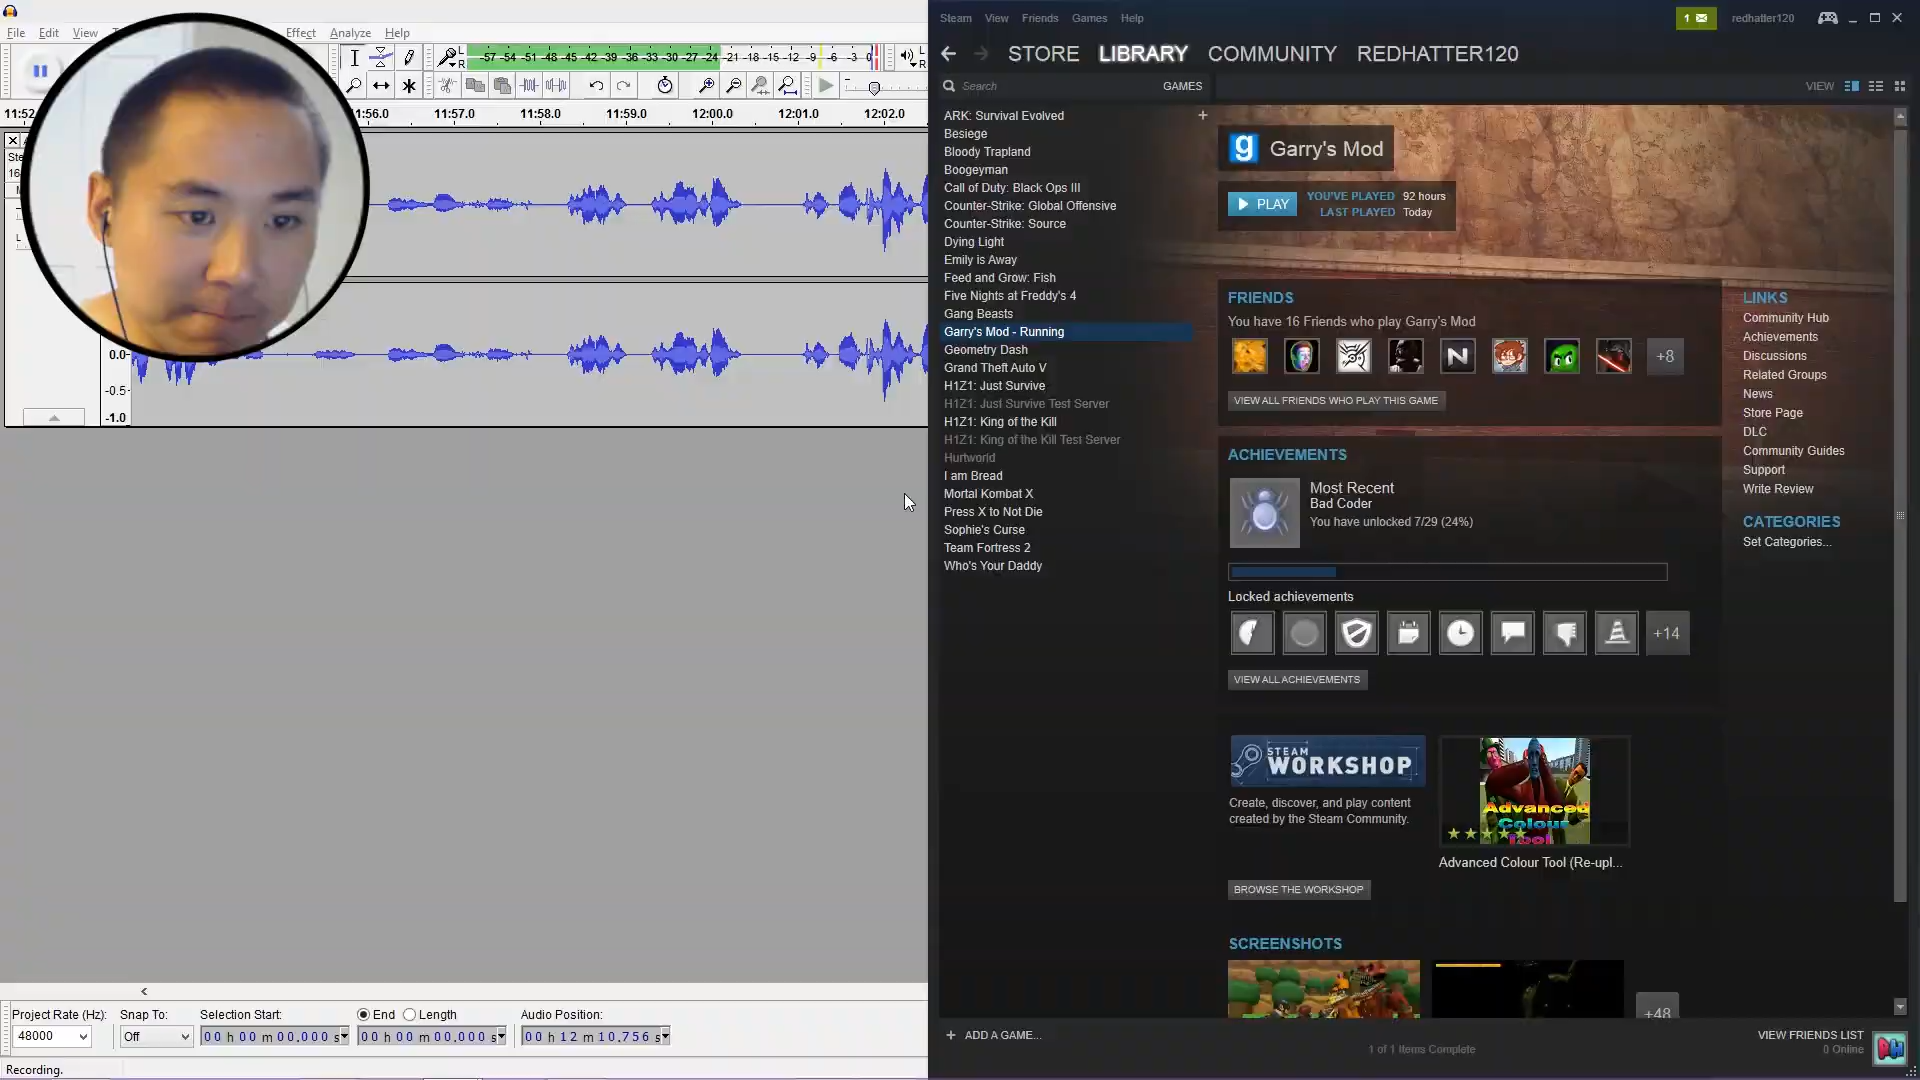 File Edit View Effect Analyze Help
-57 -54 -51 -48 -45 -42 -39 -36 -33 -30 -27 -24 -21 -18 -15 -12 -9 -6 -3 0
L
R
11:52 11:56.0 11:57.0 11:58.0 11:59.0 12:00.0 12:01.0 12:02.0
Ste
16
L
0.0
-0.5
-1.0
Project Rate (Hz): Snap To: Selection Start: End Length Audio Position:
48000 Off 00 h 00 m 00.000 s 00 h 00 m 00.000 s 00 h 12 m 10.756 s
Recording.
Steam View Friends Games Help
1 redhatter120
STORE LIBRARY COMMUNITY REDHATTER120
Search GAMES VIEW
ARK: Survival Evolved
Besiege
Bloody Trapland
Boogeyman
Call of Duty: Black Ops III
Counter-Strike: Global Offensive
Counter-Strike: Source
Dying Light
Emily is Away
Feed and Grow: Fish
Five Nights at Freddy's 4
Gang Beasts
Garry's Mod - Running
Geometry Dash
Grand Theft Auto V
H1Z1: Just Survive
H1Z1: Just Survive Test Server
H1Z1: King of the Kill
H1Z1: King of the Kill Test Server
Hurtworld
I am Bread
Mortal Kombat X
Press X to Not Die
Sophie's Curse
Team Fortress 2
Who's Your Daddy
g Garry's Mod
PLAY YOU'VE PLAYED 92 hours
LAST PLAYED Today
FRIENDS
You have 16 Friends who play Garry's Mod
N +8
VIEW ALL FRIENDS WHO PLAY THIS GAME
ACHIEVEMENTS
Most Recent
Bad Coder
You have unlocked 7/29 (24%)
Locked achievements
+14
VIEW ALL ACHIEVEMENTS
STEAM
WORKSHOP
Create, discover, and play content
created by the Steam Community.
Advanced
Colour
Tool
Advanced Colour Tool (Re-upl...
BROWSE THE WORKSHOP
SCREENSHOTS
+48
LINKS
Community Hub
Achievements
Discussions
Related Groups
News
Store Page
DLC
Community Guides
Support
Write Review
CATEGORIES
Set Categories...
ADD A GAME...
1 of 1 Items Complete
VIEW FRIENDS LIST
0 Online